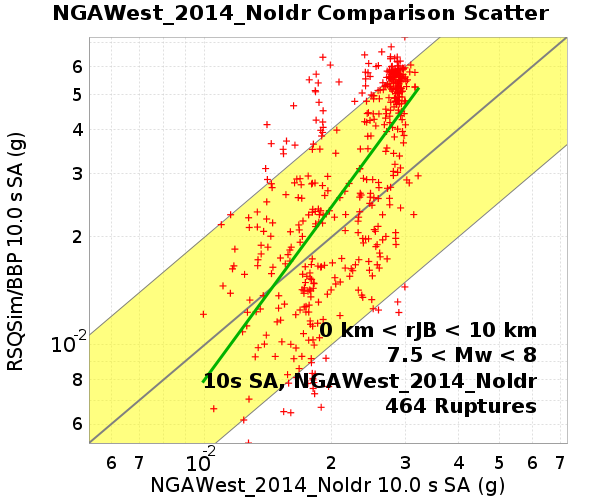 NGAWest_2014_NoIdr Comparison Scatter
RSQSim/BBP 10.0 s SA (g)
6
5
4
3
2
10-2
8
6
0 km < rJB < 10 km
7.5 < Mw < 8
10s SA, NGAWest_2014_NoIdr
464 Ruptures
6 7 10-2 2 3 4 5 6 7
NGAWest_2014_NoIdr 10.0 s SA (g)